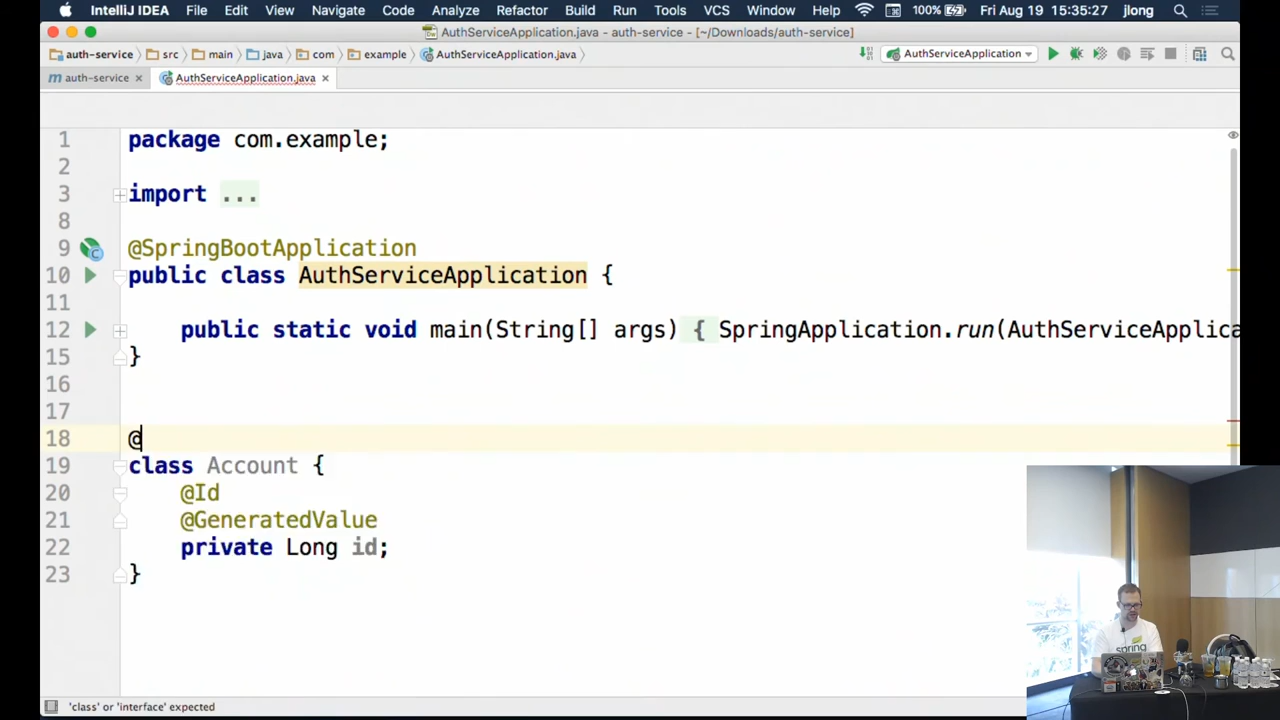 IntelliJ IDEA File Edit View Navigate Code Analyze Refactor Build Run Tools VCS Window Help 100% Fri Aug 19 15:35:27 jlong
AuthServiceApplication.java - auth-service - [~/Downloads/auth-service]
auth-service src main java com example AuthServiceApplication.java AuthServiceApplication
m auth-service AuthServiceApplication.java
1 package com.example;
2
3 import ...
8
9 @SpringBootApplication
10 public class AuthServiceApplication {
11
12 public static void main(String[] args) { SpringApplication.run(AuthServiceApplica
15 }
16
17
18 @
19 class Account {
20 @Id
21 @GeneratedValue
22 private Long id;
23 }
spring
'class' or 'interface' expected